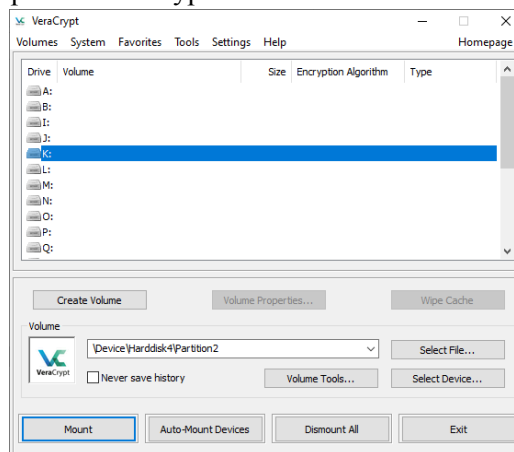 VeraCrypt
Volumes System Favorites Tools Settings Help Homepage
Drive Volume Size Encryption Algorithm Type
A:
B:
I:
J:
K:
L:
M:
N:
O:
P:
Q:
Create Volume Volume Properties... Wipe Cache
Volume
\Device\Harddisk4\Partition2 Select File...
VeraCrypt Never save history Volume Tools... Select Device...
Mount Auto-Mount Devices Dismount All Exit